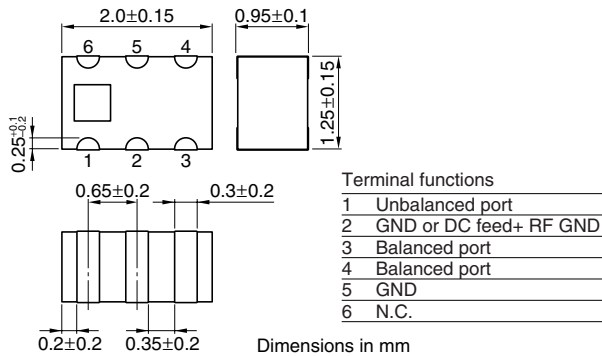 2.0±0.15
0.95±0.1
6 5 4
1.25±0.15
0.25+0.1-0.2
1 2 3
0.65±0.2
0.3±0.2
0.2±0.2
0.35±0.2
Dimensions in mm
Terminal functions
1 Unbalanced port
2 GND or DC feed+ RF GND
3 Balanced port
4 Balanced port
5 GND
6 N.C.